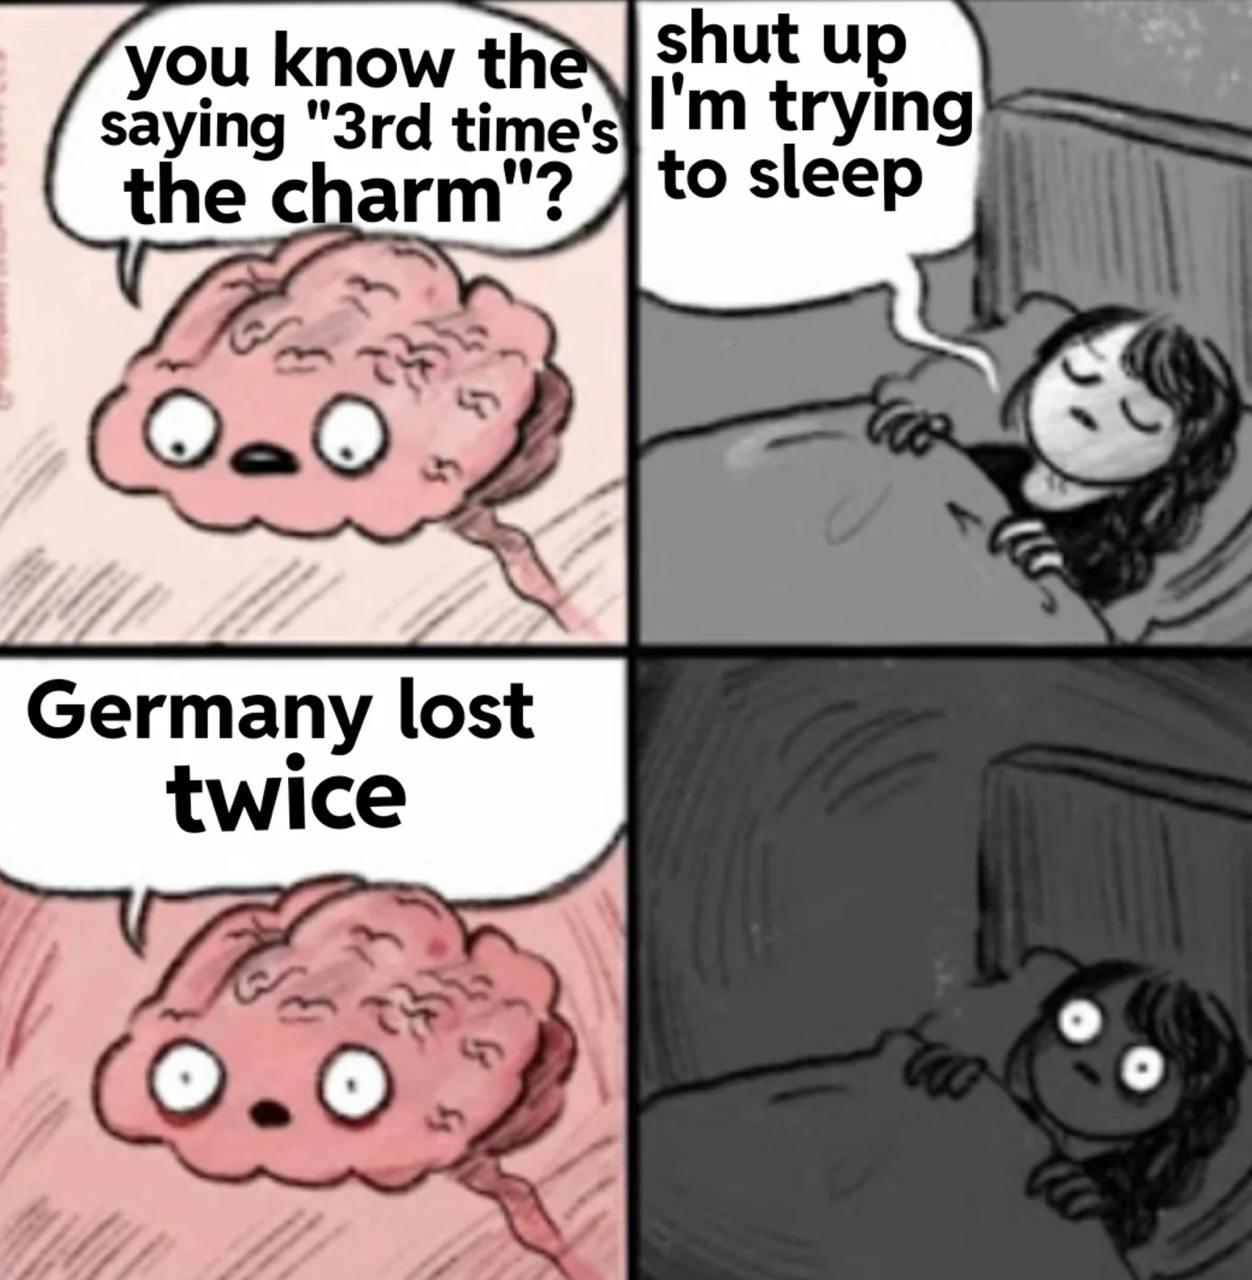 you know the
saying "3rd time's
the charm"?
shut up
I'm trying
to sleep
Germany lost
twice